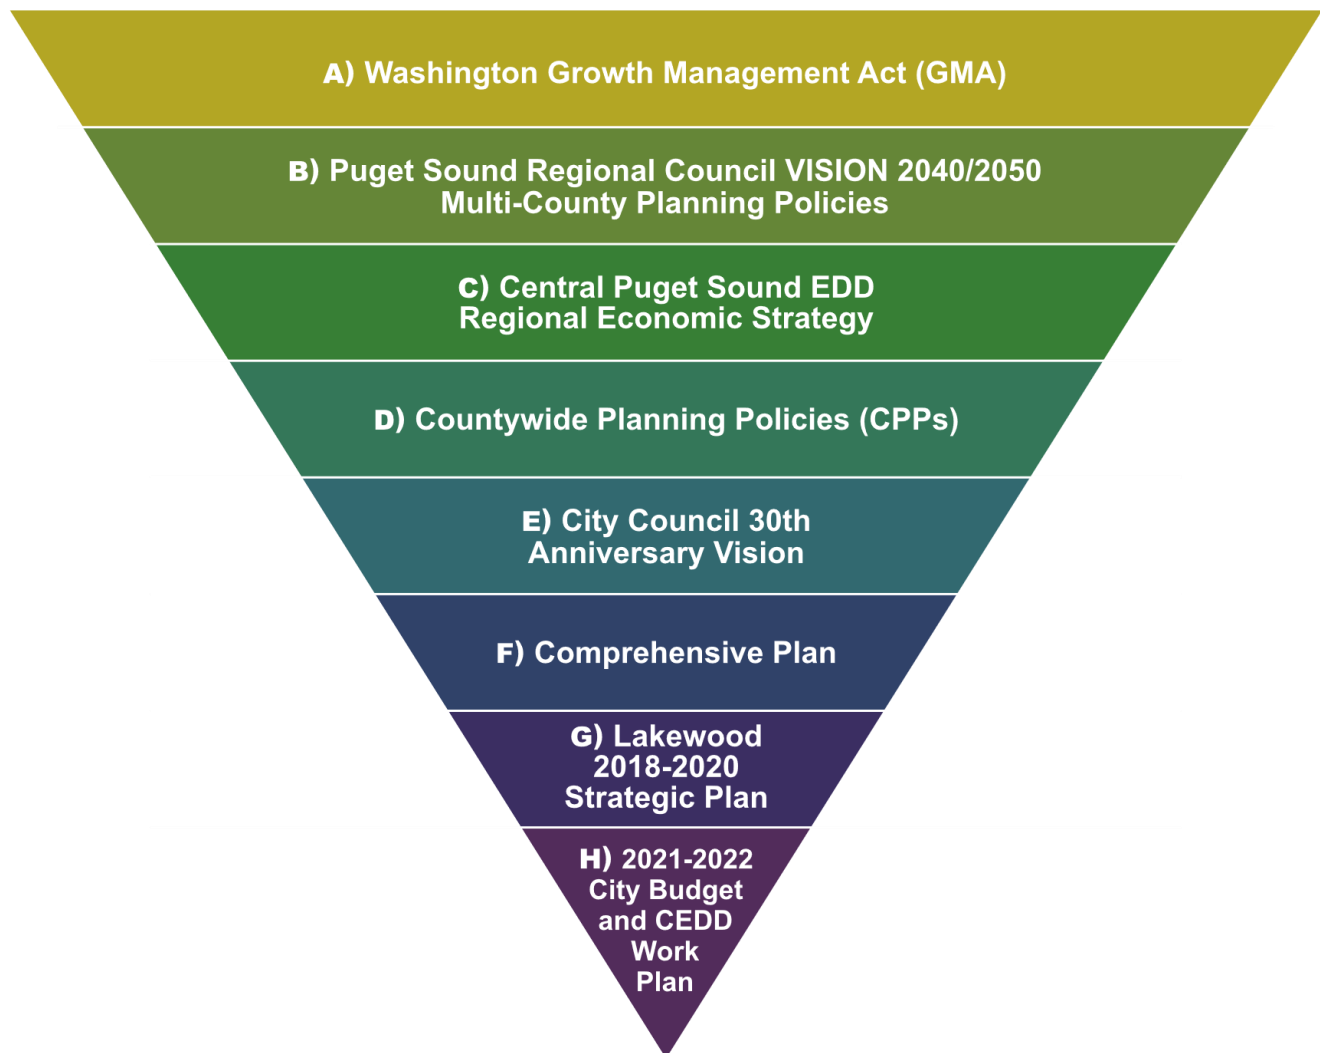 A) Washington Growth Management Act (GMA)
B) Puget Sound Regional Council VISION 2040/2050
Multi-County Planning Policies
C) Central Puget Sound EDD
Regional Economic Strategy
D) Countywide Planning Policies (CPPs)
E) City Council 30th
Anniversary Vision
F) Comprehensive Plan
G) Lakewood
2018-2020
Strategic Plan
H) 2021-2022
City Budget
and CEDD
Work
Plan